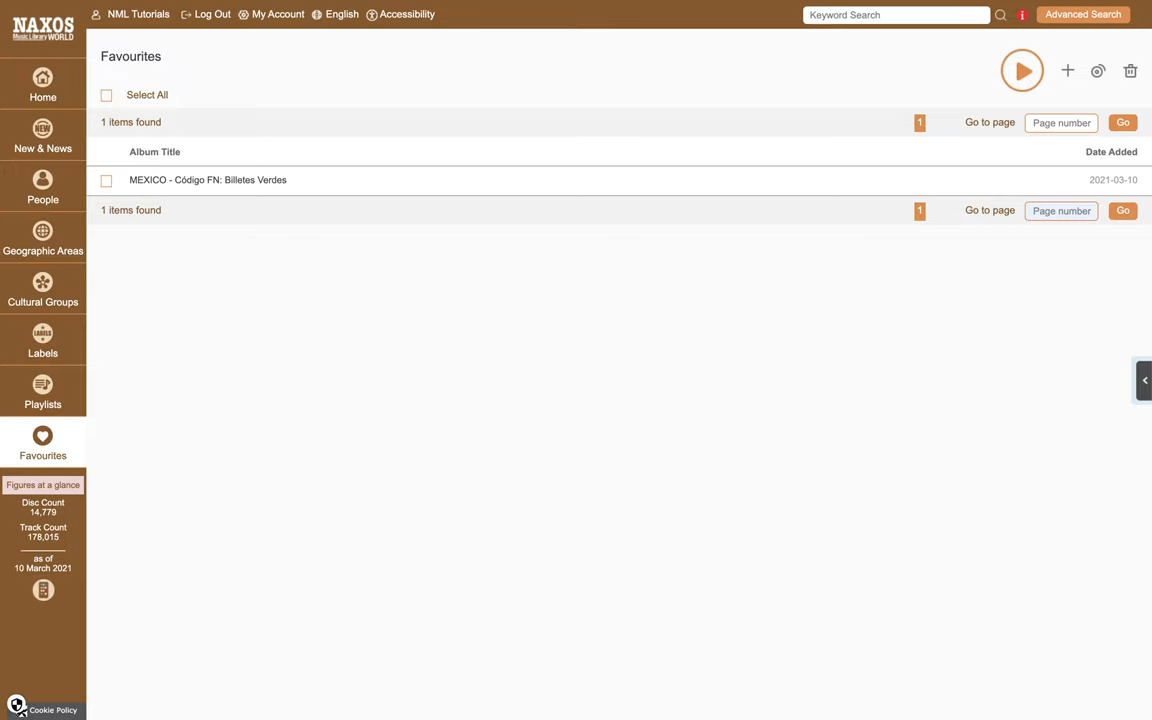 NAXOS
Music Library WORLD
NML Tutorials
Log Out
My Account
English
Accessibility
Keyword Search
i
Advanced Search
Home
NEW
New & News
People
Geographic Areas
Cultural Groups
LABELS
Labels
Playlists
Favourites
Figures at a glance
Disc Count
14,779
Track Count
178,015
as of
10 March 2021
Cookie Policy
Favourites
Select All
1 items found
1
Go to page
Page number
Go
Album Title
Date Added
MEXICO - Código FN: Billetes Verdes
2021-03-10
1 items found
1
Go to page
Page number
Go